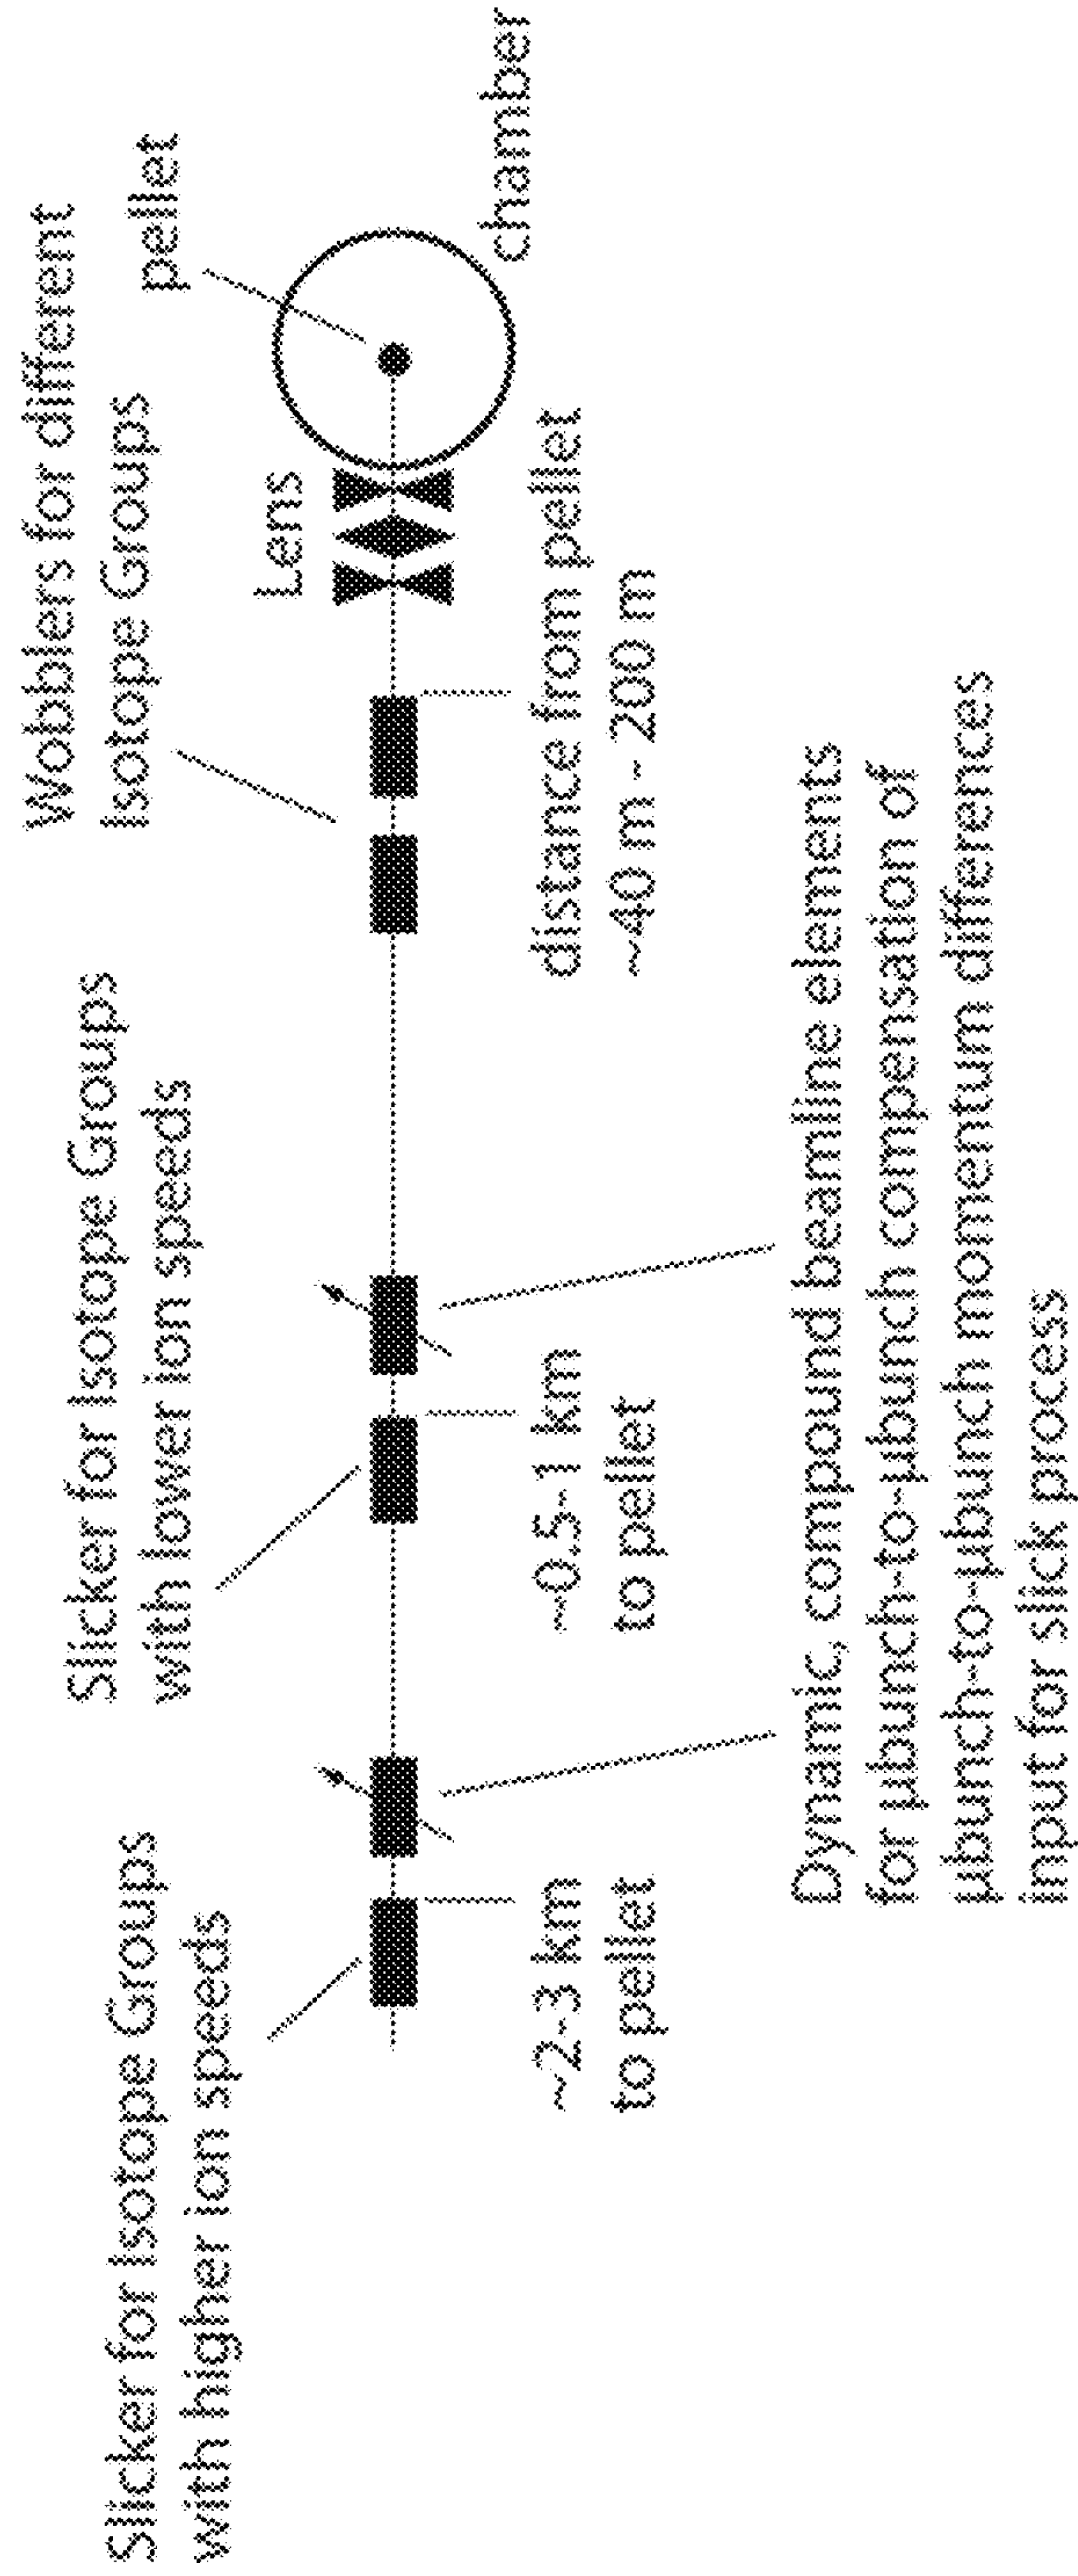 Slicker for Isotope Groups
with higher ion speeds
Slicker for Isotope Groups
with lower ion speeds
Wobblers for different
Isotope Groups
Lens
pellet
chamber
~2-3 km
to pellet
~0.5-1 km
to pellet
distance from pellet
~40 m - 200 m
Dynamic, compound beamline elements
for µbunch-to-µbunch compensation of
µbunch-to-µbunch momentum differences
input for slick process